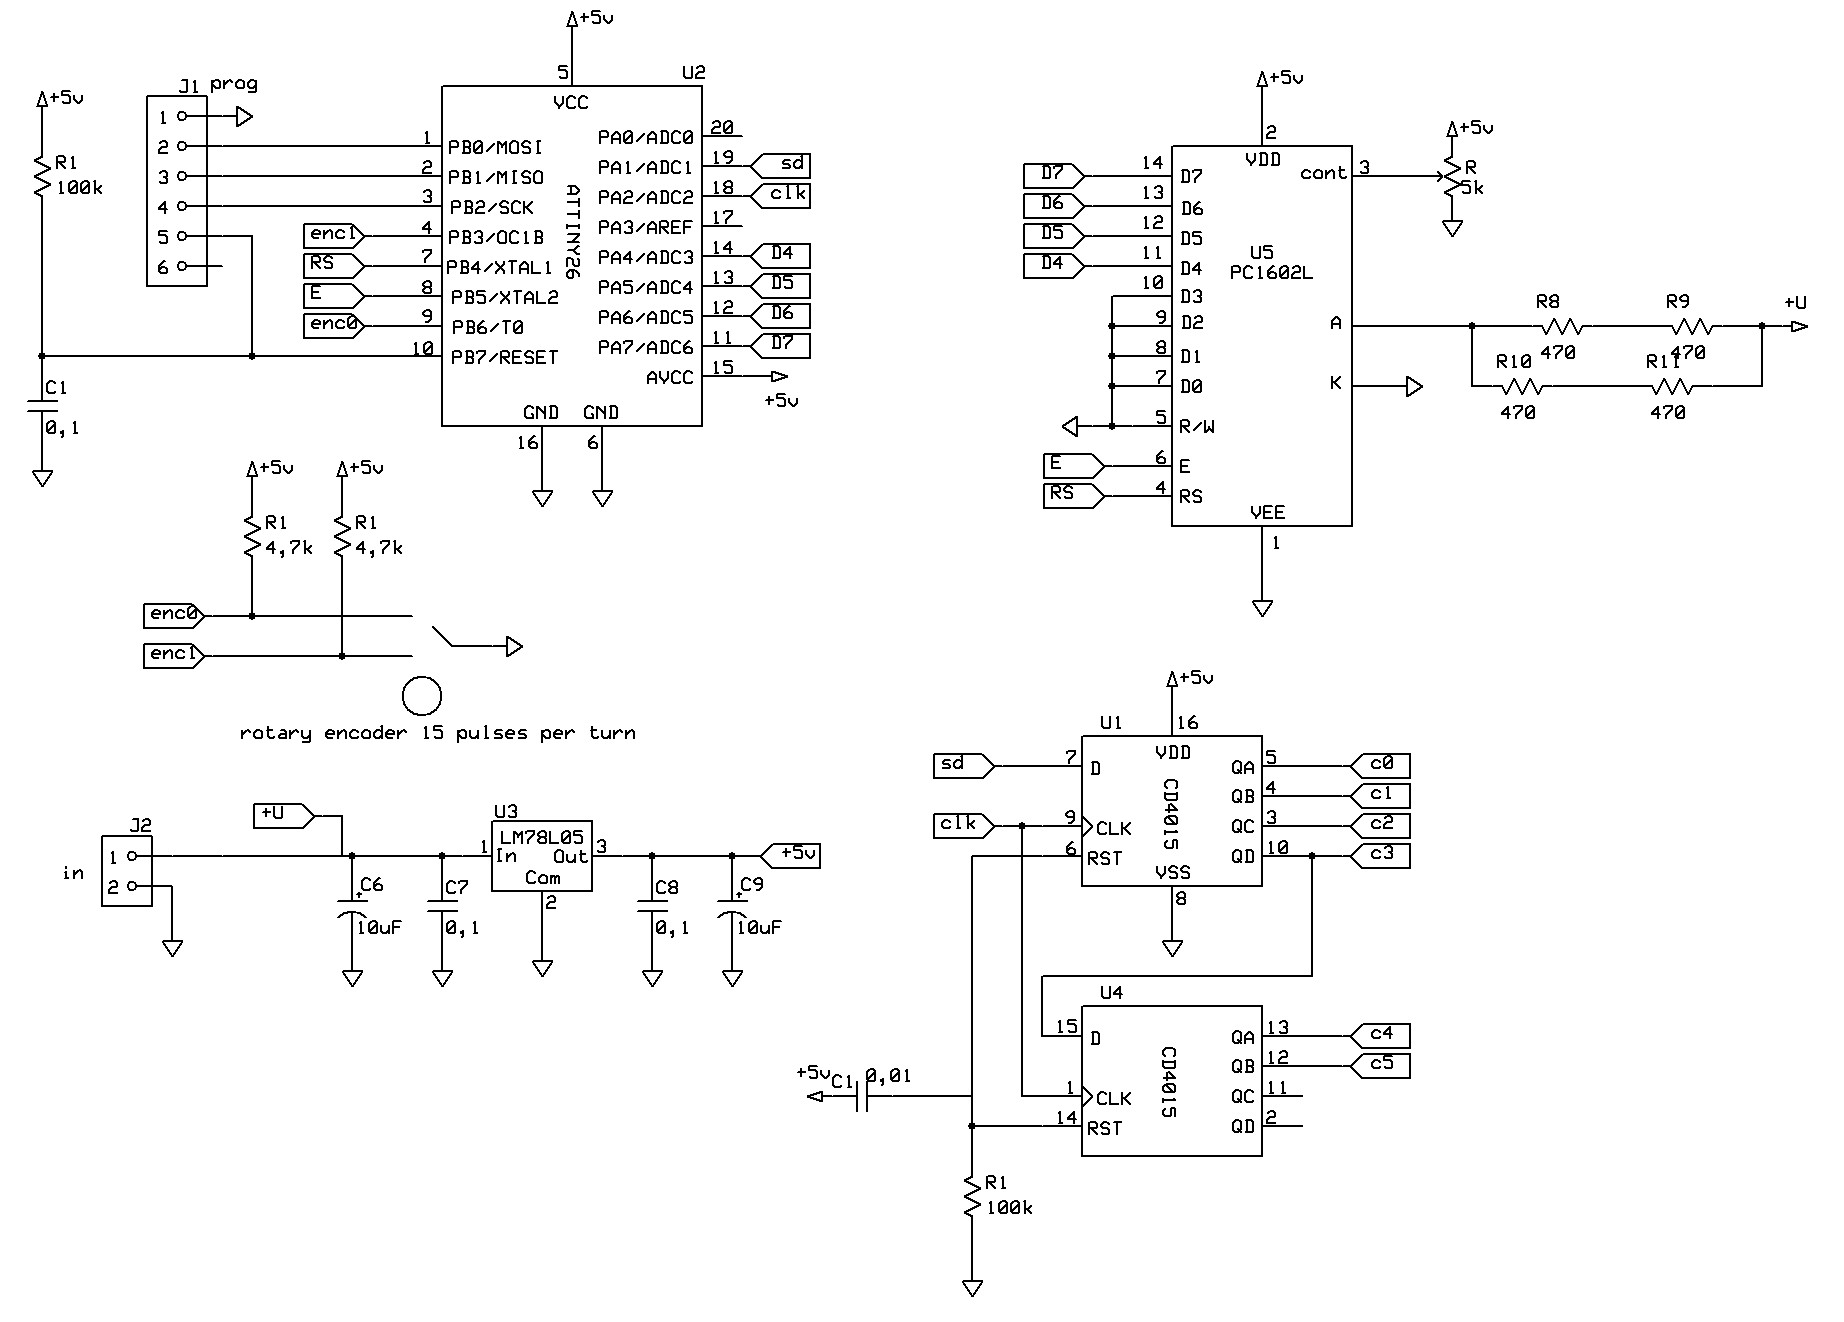 +5v
R1
100k
J1 prog
1
2
3
4
5
6
C1
0,1
+5v
5
U2
VCC
1 PB0/MOSI
2 PB1/MISO
3 PB2/SCK
enc1 4 PB3/OC1B
RS 7 PB4/XTAL1
E 8 PB5/XTAL2
enc0 9 PB6/T0
10 PB7/RESET
ATTINY26
PA0/ADC0 20
PA1/ADC1 19 sd
PA2/ADC2 18 clk
PA3/AREF 17
PA4/ADC3 14 D4
PA5/ADC4 13 D5
PA6/ADC5 12 D6
PA7/ADC6 11 D7
AVCC 15
+5v
GND GND
16 6
+5v
2
VDD
D7 14 D7
D6 13 D6
D5 12 D5
D4 11 D4
10 D3
9 D2
8 D1
7 D0
5 R/W
E 6 E
RS 4 RS
U5
PC1602L
cont 3
+5v
R
5k
A
K
VEE
1
R8
470
R9
470
R10
470
R11
470
+U
+5v
R1
4,7k
+5v
R1
4,7k
enc0
enc1
rotary encoder 15 pulses per turn
J2
in
1
2
+U
C6
+
10uF
C7
0,1
U3
LM78L05
1 In Out 3
Com
2
C8
0,1
+5v
C9
+
10uF
+5v
U1 16
VDD
sd 7 D
clk 9 CLK
6 RST
CD4015
QA 5 c0
QB 4 c1
QC 3 c2
QD 10 c3
VSS
8
U4
15 D
1 CLK
14 RST
CD4015
QA 13 c4
QB 12 c5
QC 11
QD 2
+5v C1 0,01
R1
100k